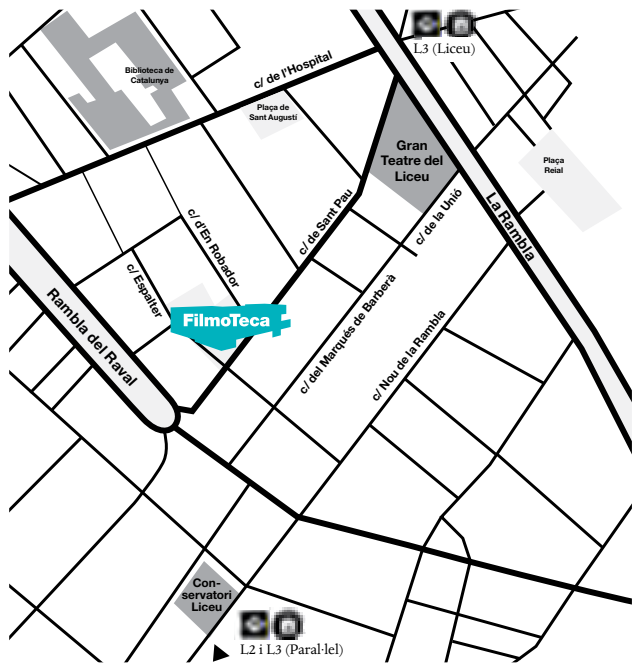 L3 (Liceu)
Biblioteca de
Catalunya
c/ de l'Hospital
Plaça de
Sant Augustí
Gran
Teatre del
Liceu
Plaça
Reial
c/ de Sant Pau
c/ de la Unió
La Rambla
c/ d'En Robador
c/ Espalter
FilmoTeca
Rambla del Raval
c/ del Marqués de Barberà
c/ Nou de la Rambla
Con-
servatori
Liceu
L2 i L3 (Paral·lel)